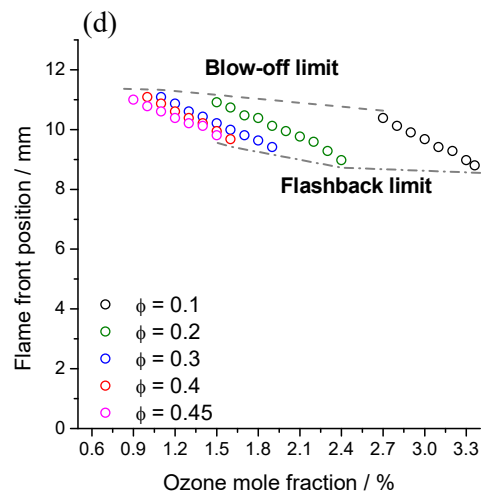 (d)
Blow-off limit
Flashback limit
Flame front position / mm
12
10
8
6
4
2
0
ϕ = 0.1
ϕ = 0.2
ϕ = 0.3
ϕ = 0.4
ϕ = 0.45
0.6 0.9 1.2 1.5 1.8 2.1 2.4 2.7 3.0 3.3
Ozone mole fraction / %